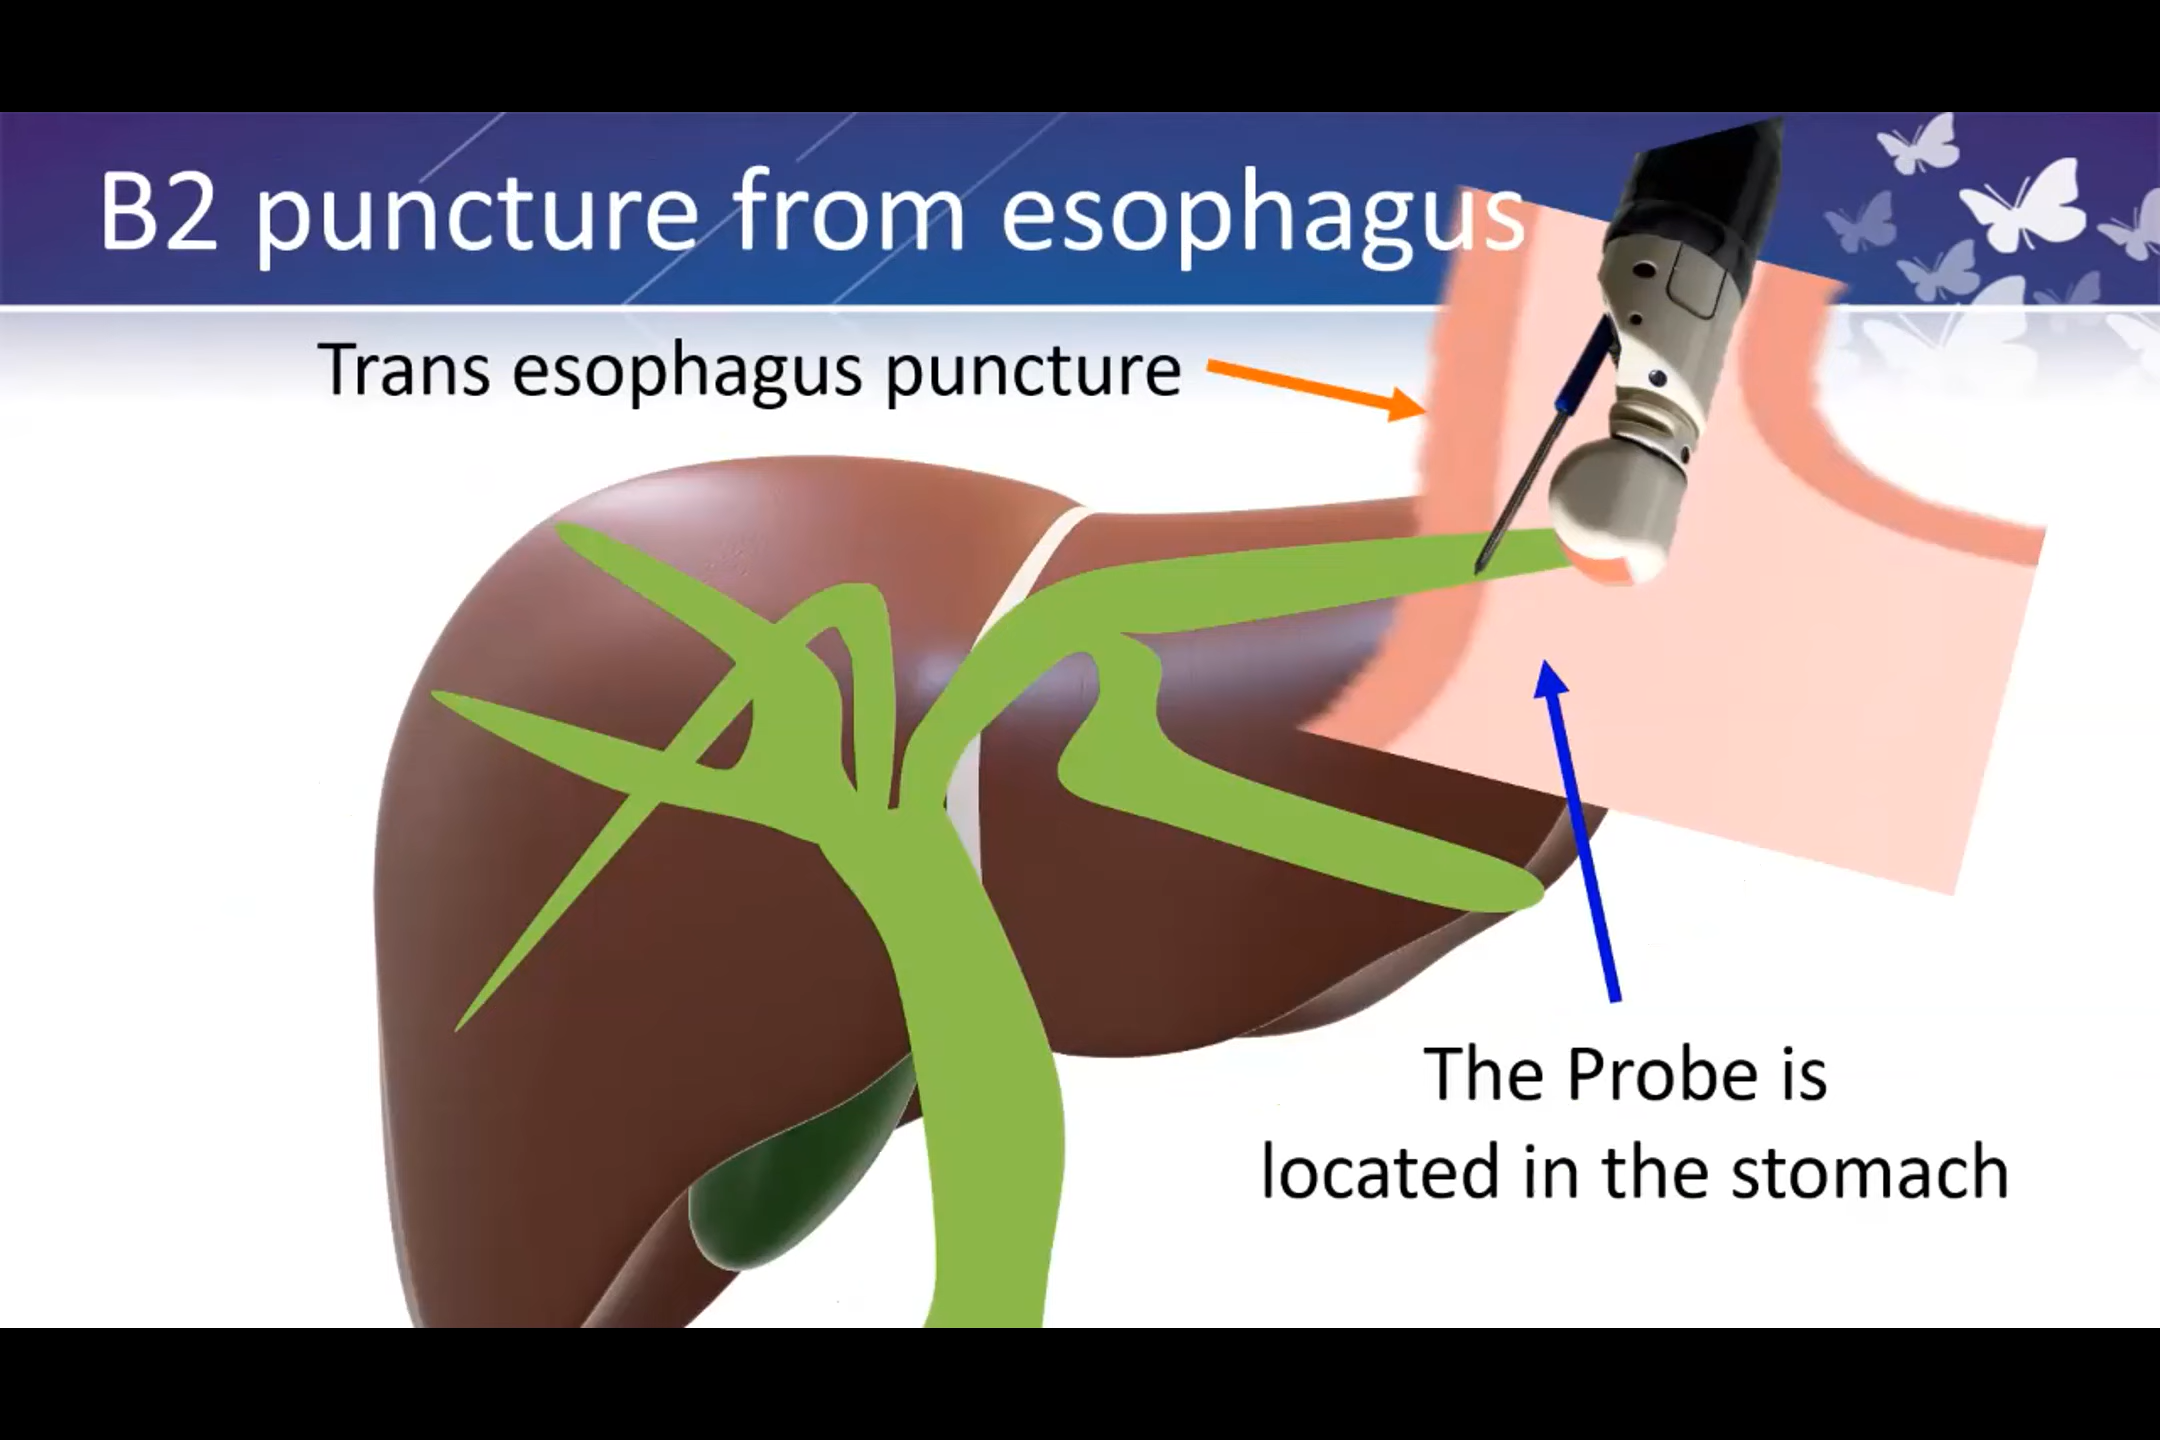 B2 puncture from esophagus
Trans esophagus puncture
The Probe is
located in the stomach